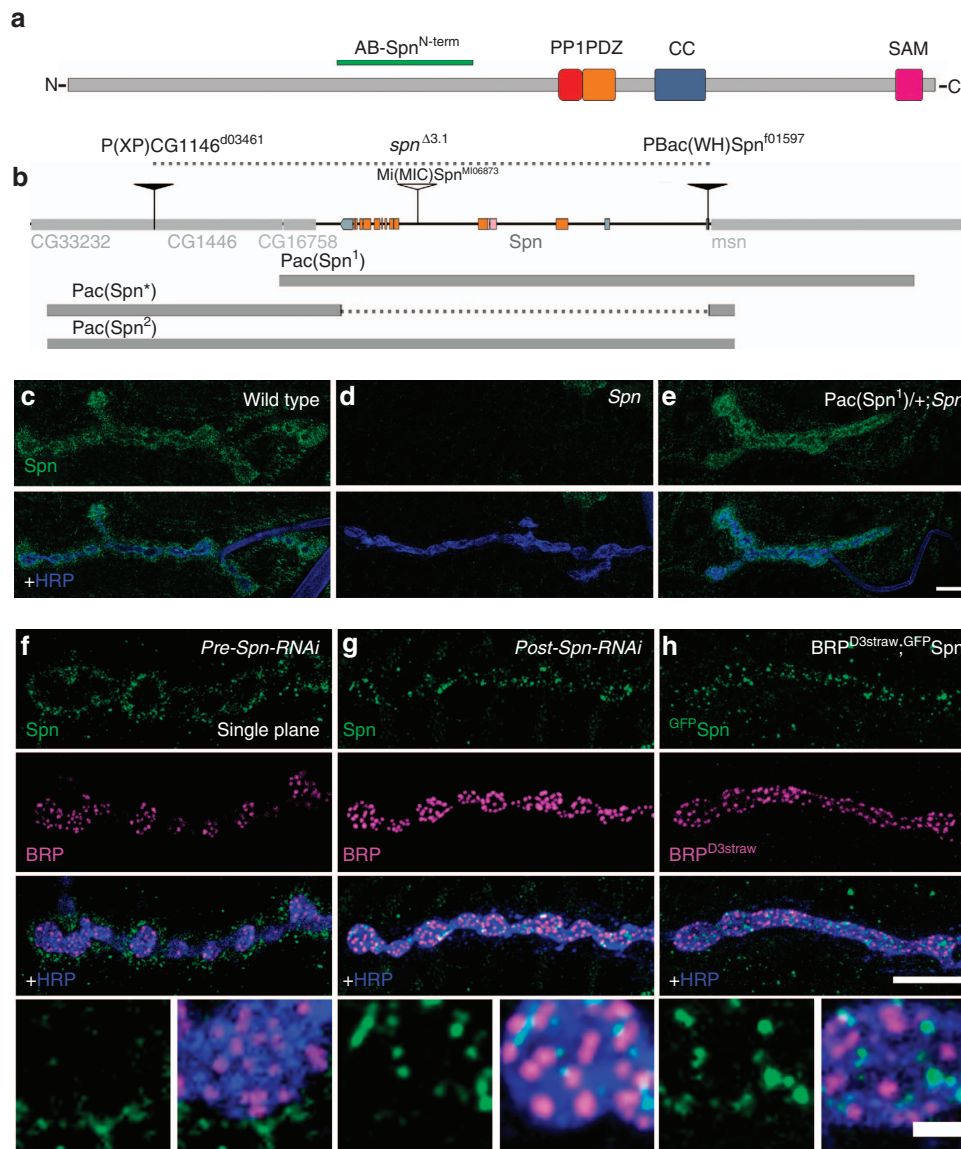 a
AB-Spn^N-term
PP1PDZ
CC
SAM
N
C
P(XP)CG1146^d03461
spn^Δ3.1
PBac(WH)Spn^f01597
b
Mi(MIC)Spn^MI06873
CG33232
CG1446
CG16758
Spn
msn
Pac(Spn^1)
Pac(Spn*)
Pac(Spn^2)
c
Wild type
Spn
+HRP
d
Spn
e
Pac(Spn^1)/+;Spn
f
Pre-Spn-RNAi
Spn
Single plane
BRP
+HRP
g
Post-Spn-RNAi
Spn
BRP
+HRP
h
BRP^D3straw;GFPSpn
^GFPSpn
BRP^D3straw
+HRP